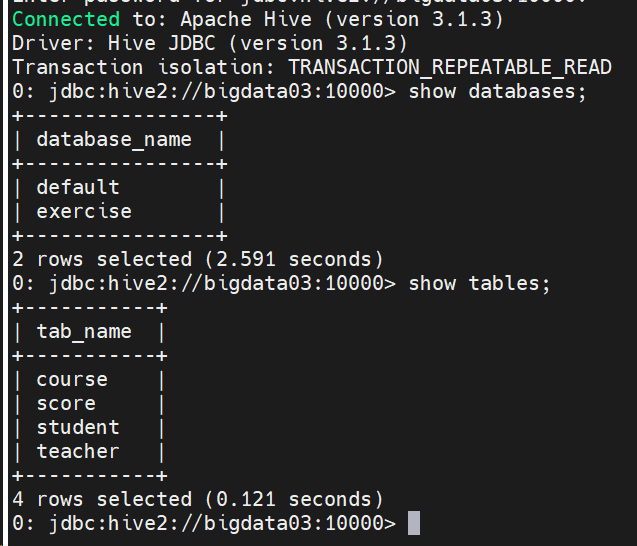 Connected to: Apache Hive (version 3.1.3)
Driver: Hive JDBC (version 3.1.3)
Transaction isolation: TRANSACTION_REPEATABLE_READ
0: jdbc:hive2://bigdata03:10000> show databases;
+----------------+
| database_name  |
+----------------+
| default        |
| exercise       |
+----------------+
2 rows selected (2.591 seconds)
0: jdbc:hive2://bigdata03:10000> show tables;
+-----------+
| tab_name  |
+-----------+
| course    |
| score     |
| student   |
| teacher   |
+-----------+
4 rows selected (0.121 seconds)
0: jdbc:hive2://bigdata03:10000>